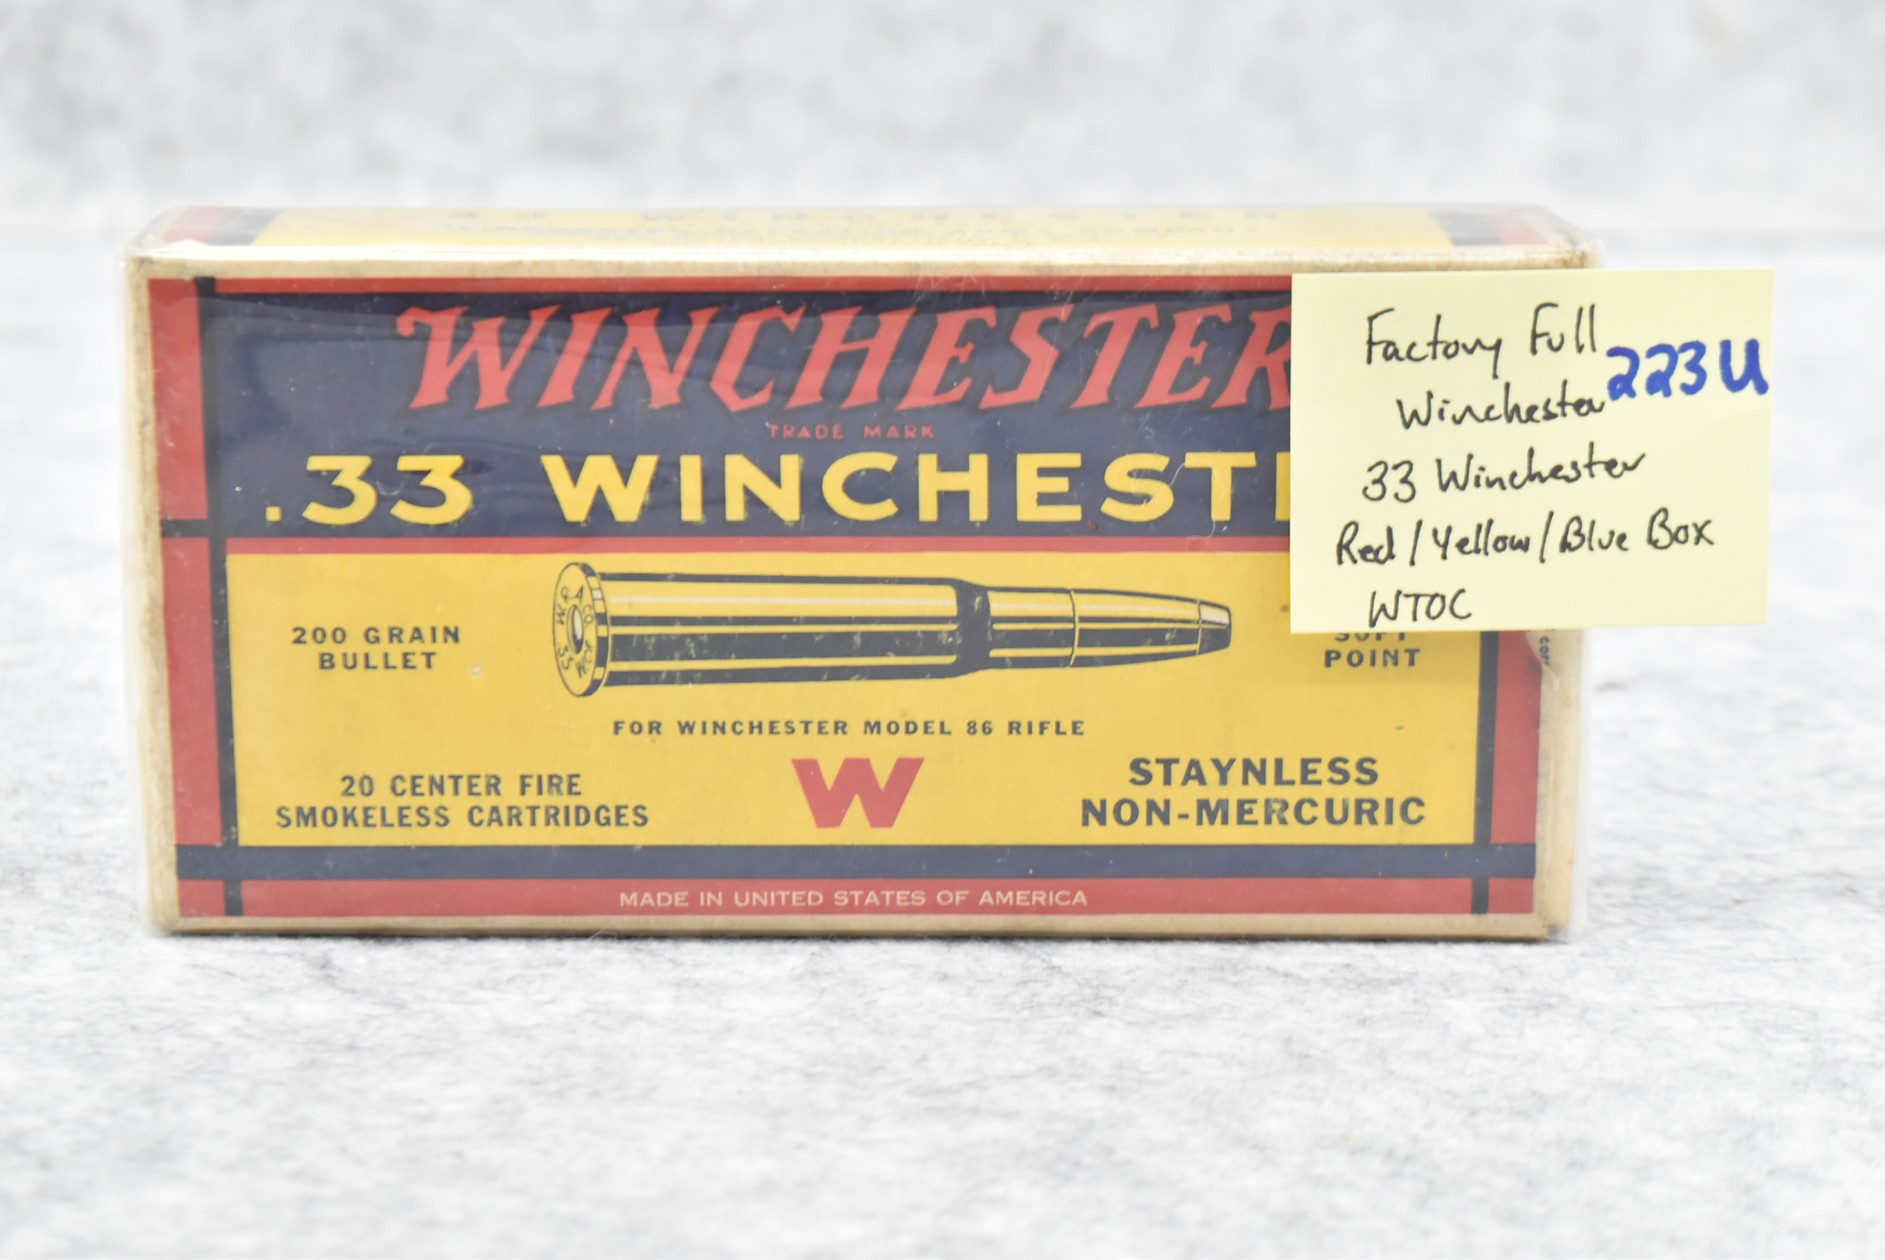 WINCHESTER
TRADE MARK
.33 WINCHEST
200 GRAIN
BULLET
SOFT
POINT
FOR WINCHESTER MODEL 86 RIFLE
20 CENTER FIRE
SMOKELESS CARTRIDGES
W
STAYNLESS
NON-MERCURIC
MADE IN UNITED STATES OF AMERICA
Factory Full
Winchester
223U
33 Winchester
Red / Yellow / Blue Box
WTOC